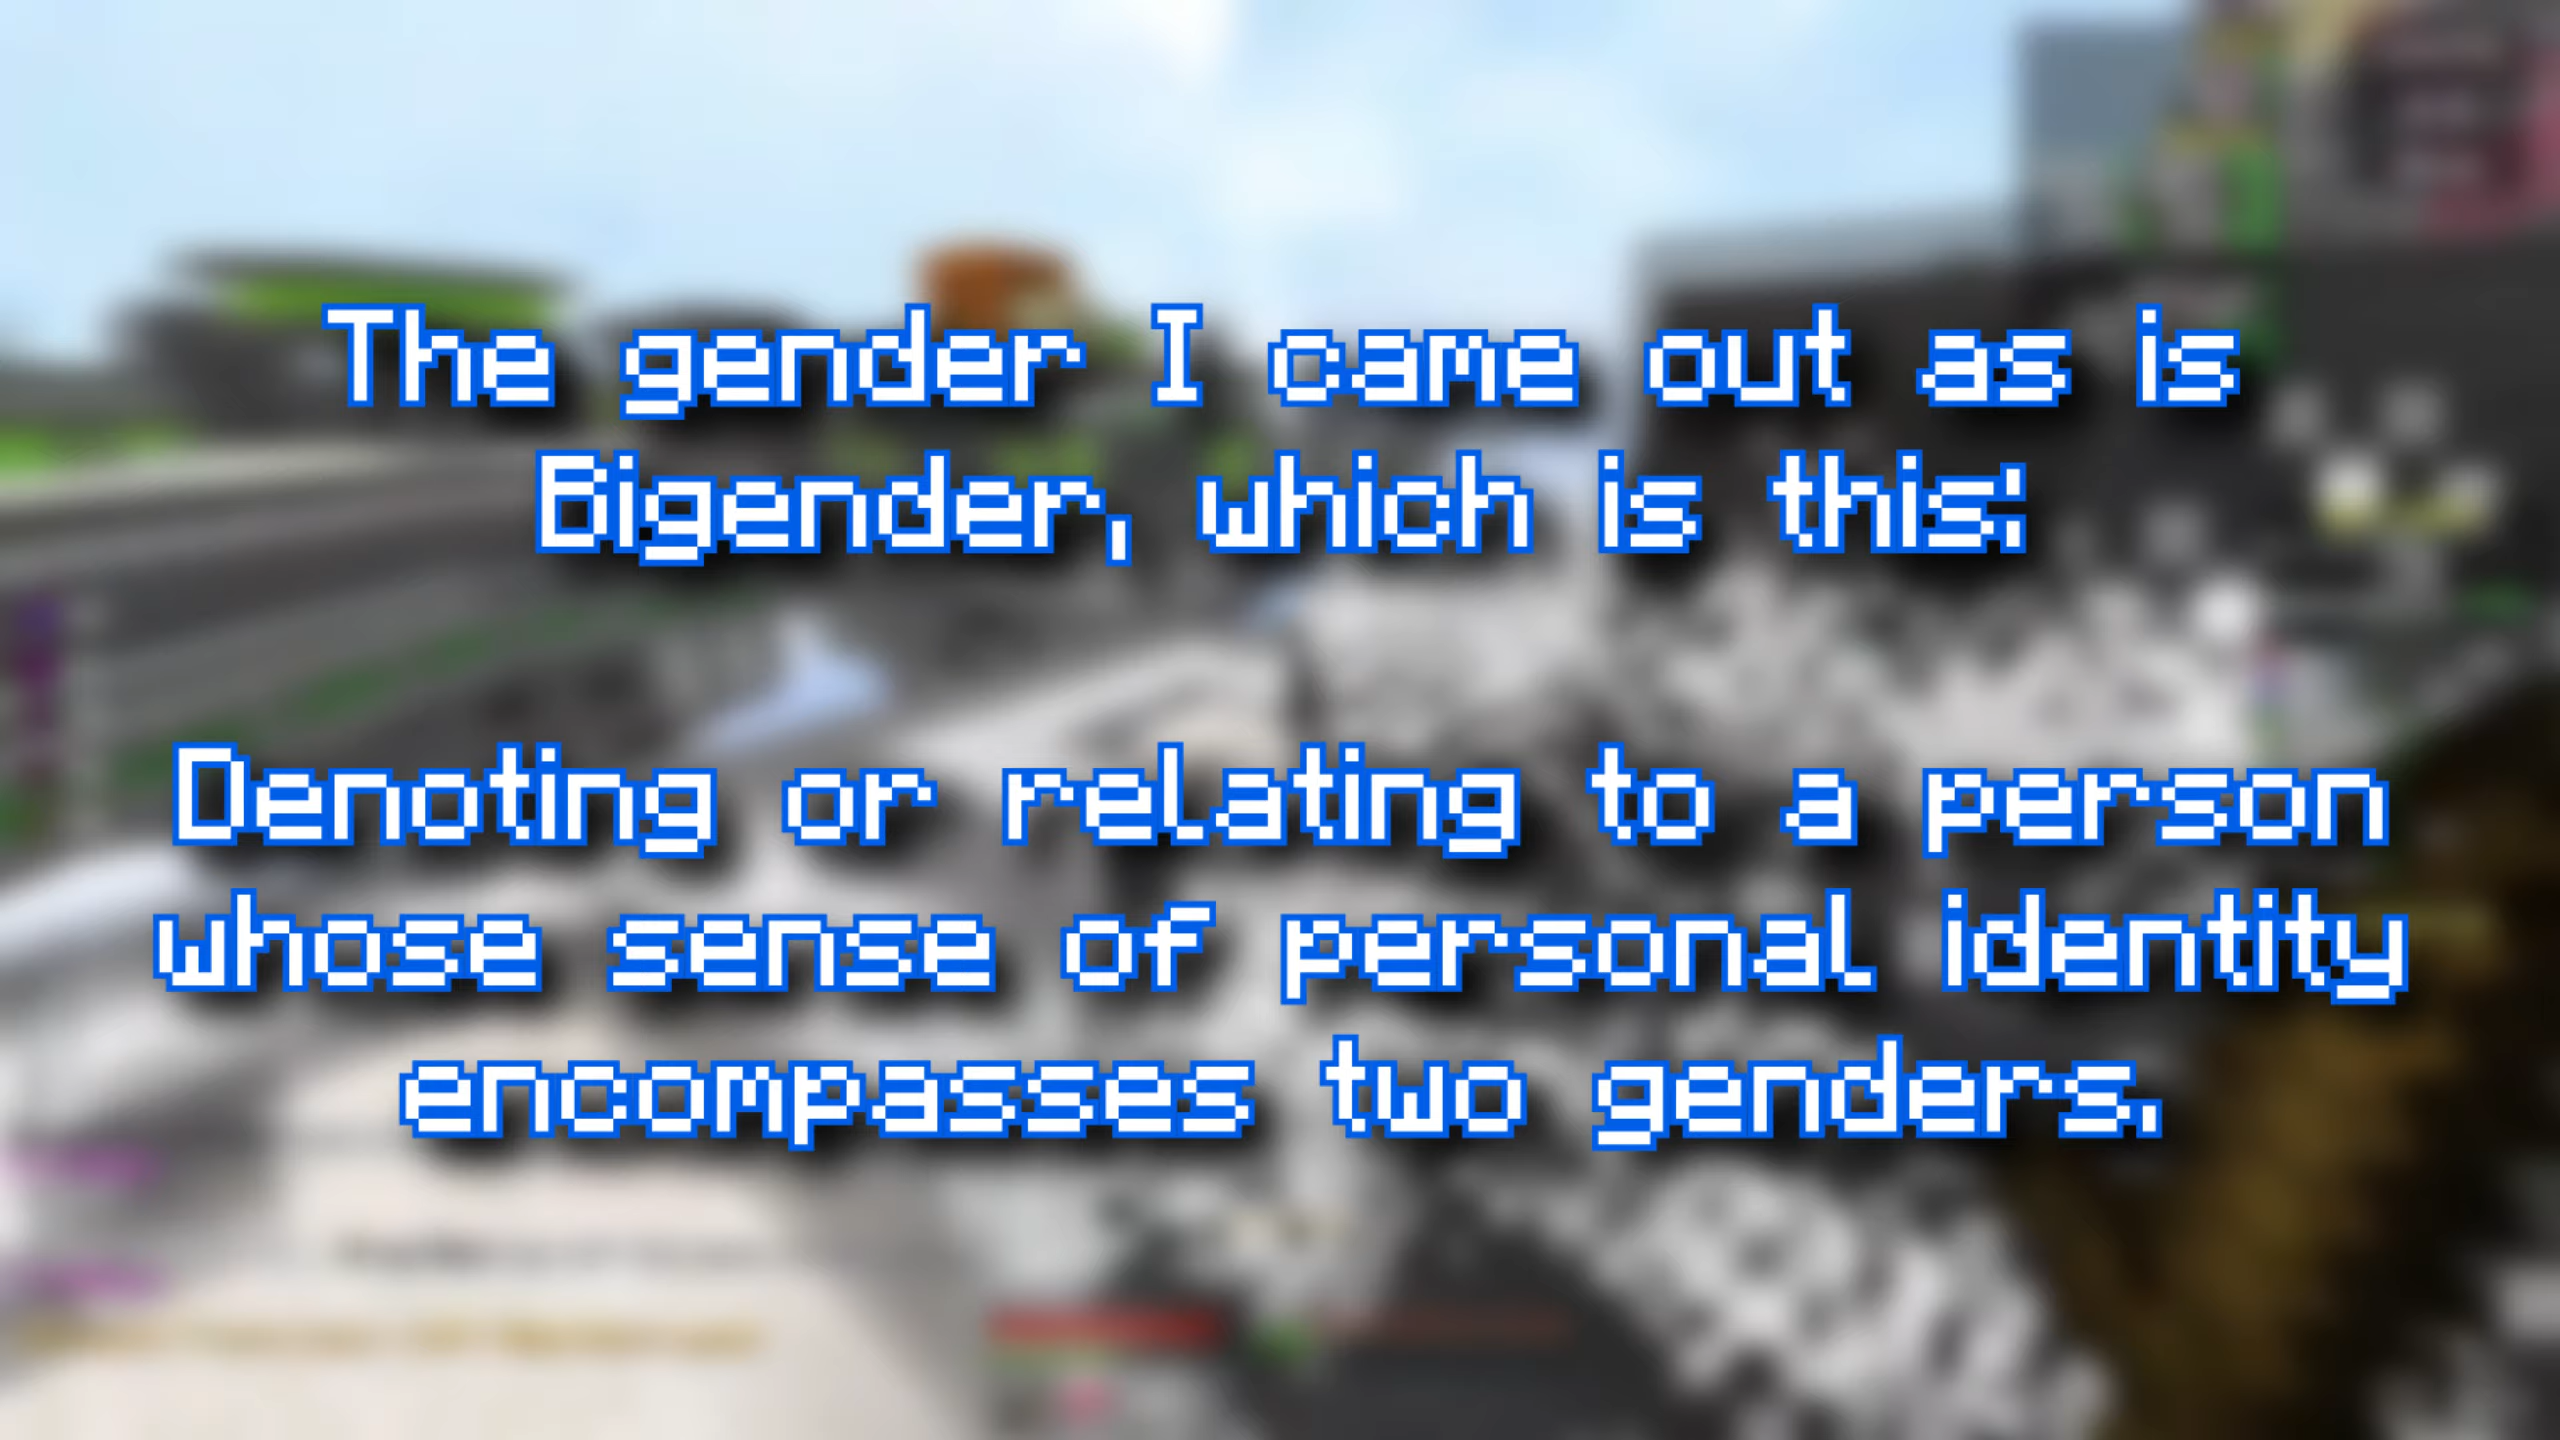 The gender I came out as is
Bigender, which is this:
Denoting or relating to a person
whose sense of personal identity
encompasses two genders.